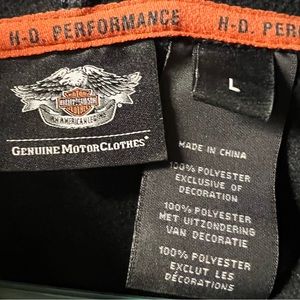 H-D. PERFORMANCE
H-D. PER
HARLEY-DAVIDSON
AN AMERICAN LEGEND
GENUINE MOTORCLOTHES®
L
MADE IN CHINA
100% POLYESTER
EXCLUSIVE OF
DECORATION
100% POLYESTER
MET UITZONDERING
VAN DECORATIE
100% POLYESTER
EXCLUT LES
DÉCORATIONS